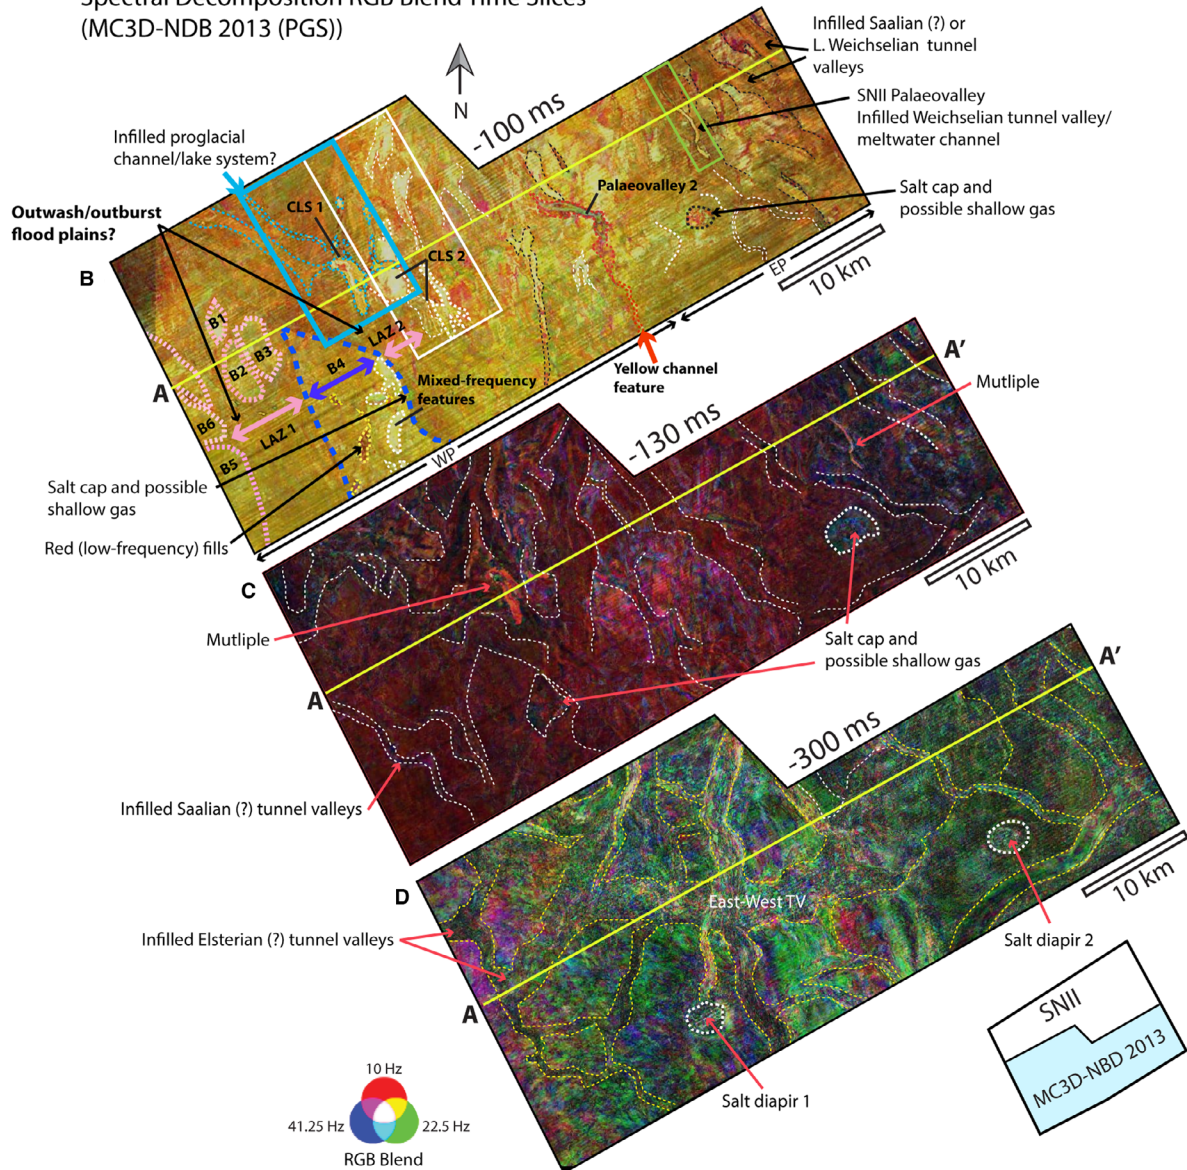 Spectral Decomposition RGB Blend Time Slices
(MC3D-NDB 2013 (PGS))
N
-100 ms
Infilled Saalian (?) or
L. Weichselian tunnel
valleys
SNII Palaeovalley
Infilled Weichselian tunnel valley/
meltwater channel
Salt cap and
possible shallow gas
Infilled proglacial
channel/lake system?
Outwash/outburst
flood plains?
B
CLS 1
CLS 2
Palaeovalley 2
EP
10 km
B1
B2
B3
B4
B5
B6
LAZ 1
LAZ 2
A
Mixed-frequency
features
Yellow channel
feature
WP
Salt cap and possible
shallow gas
Red (low-frequency) fills
-130 ms
A'
Mutliple
10 km
C
Mutliple
A
Salt cap and
possible shallow gas
Infilled Saalian (?) tunnel valleys
-300 ms
A'
D
East-West TV
10 km
Infilled Elsterian (?) tunnel valleys
A
Salt diapir 2
Salt diapir 1
SNII
MC3D-NBD 2013
10 Hz
41.25 Hz
22.5 Hz
RGB Blend